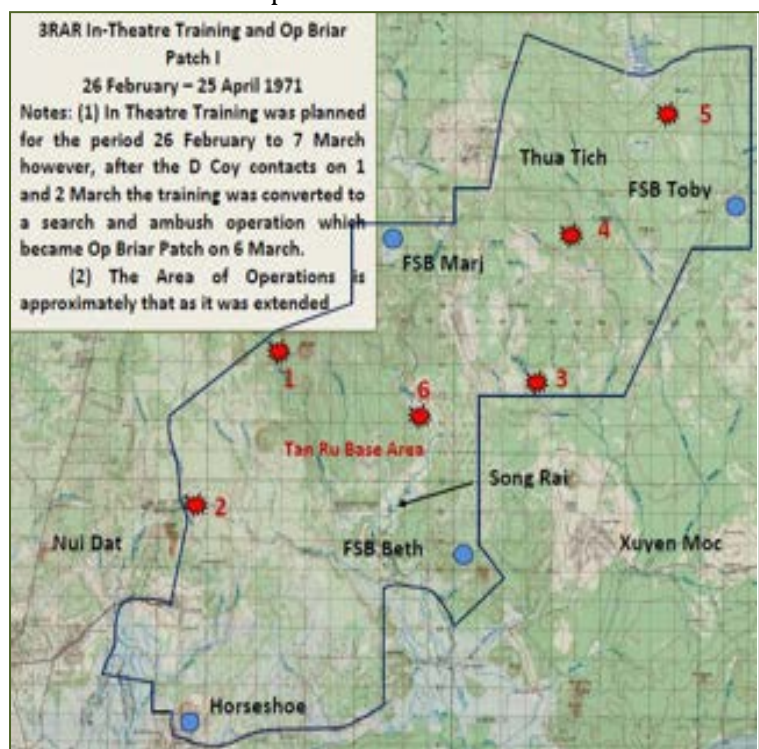 3RAR In-Theatre Training and Op Briar
Patch I
26 February – 25 April 1971
Notes: (1) In Theatre Training was planned
for the period 26 February to 7 March
however, after the D Coy contacts on 1
and 2 March the training was converted to
a search and ambush operation which
became Op Briar Patch on 6 March.
(2) The Area of Operations is
approximately that as it was extended
5
Thua Tich
FSB Toby
4
FSB Marj
1
3
6
Tan Ru Base Area
Song Rai
2
Nui Dat
FSB Beth
Xuyen Moc
Horseshoe